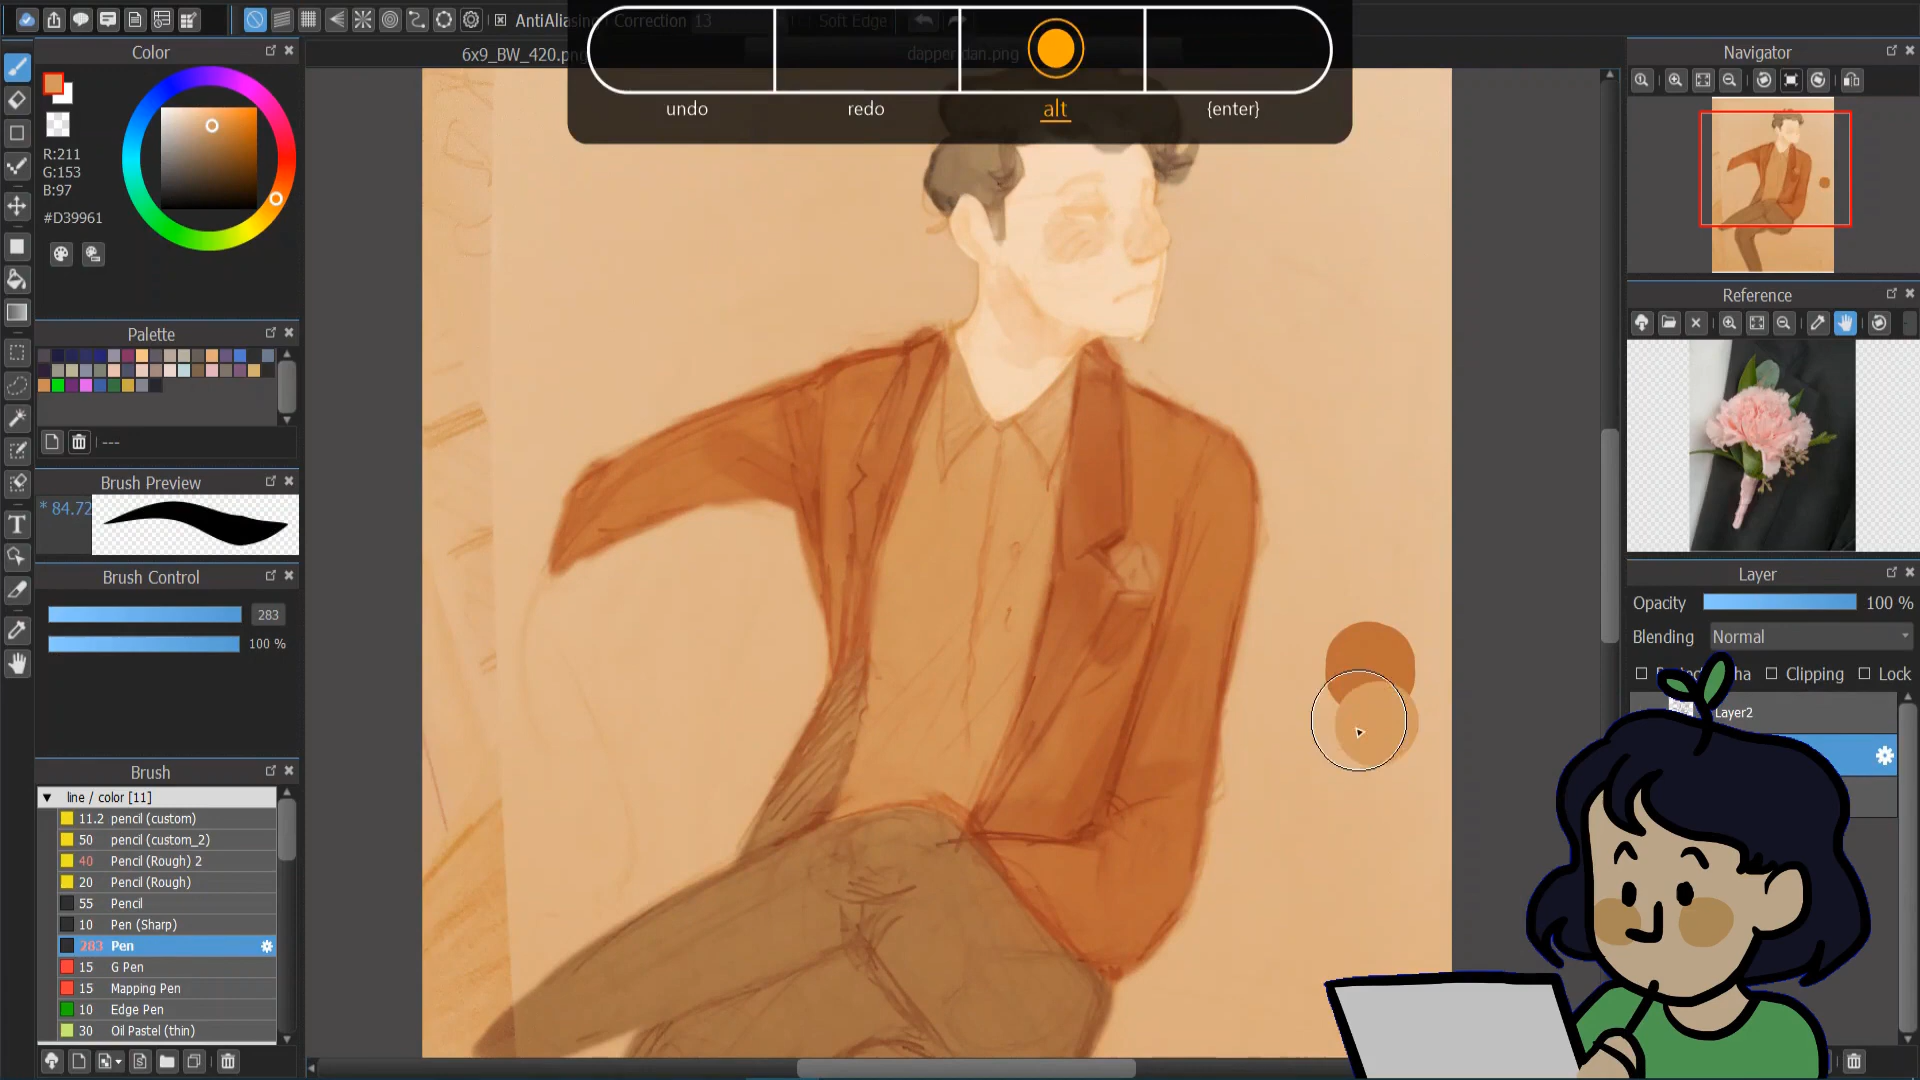 AntiAliasing
Correction 13
Soft Edge
6x9_BW_420.png
dapper dan.png
undo
redo
alt
{enter}
Color
R:211
G:153
B:97
#D39961
Palette
---
Brush Preview
* 84.72
Brush Control
283
100 %
Brush
line / color [11]
11.2 pencil (custom)
50 pencil (custom_2)
40 Pencil (Rough) 2
20 Pencil (Rough)
55 Pencil
10 Pen (Sharp)
283 Pen
15 G Pen
15 Mapping Pen
10 Edge Pen
30 Oil Pastel (thin)
Navigator
Reference
Layer
Opacity 100 %
Blending Normal
Clipping Lock
Layer2